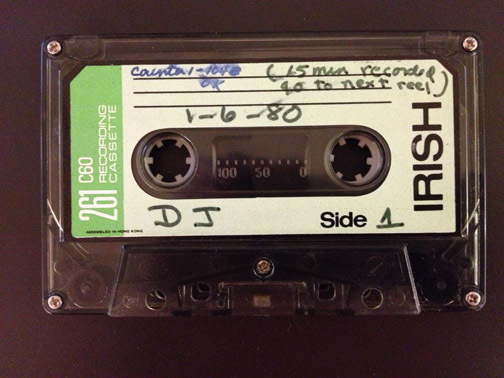 (15 min recorded
OK go to next reel)
1-6-80
100 50 0
261 C60
RECORDING
CASSETTE
ASSEMBLED IN HONG KONG
IRISH
DJ
Side 1